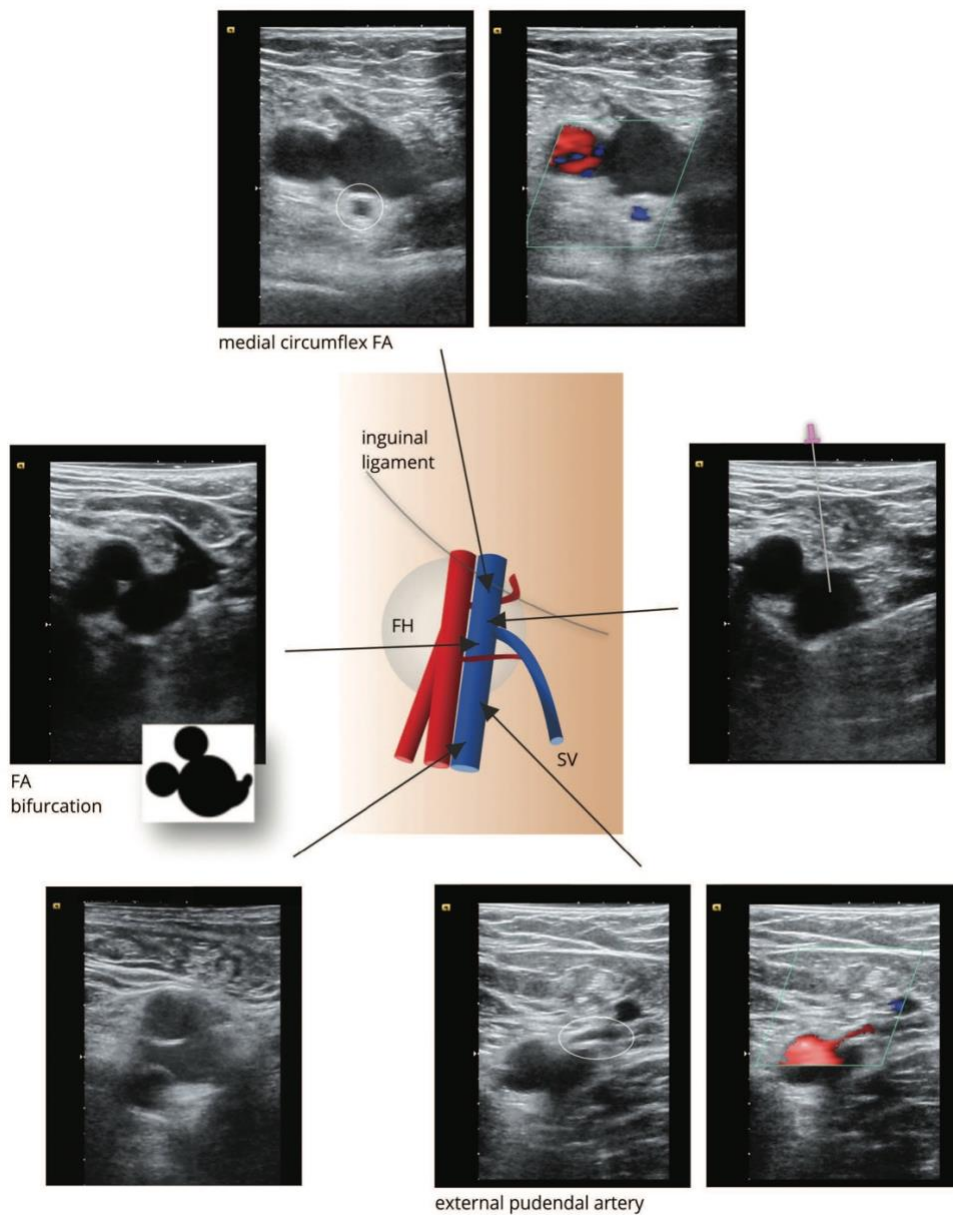 medial circumflex FA
inguinal
ligament
FH
FA
bifurcation
SV
external pudendal artery